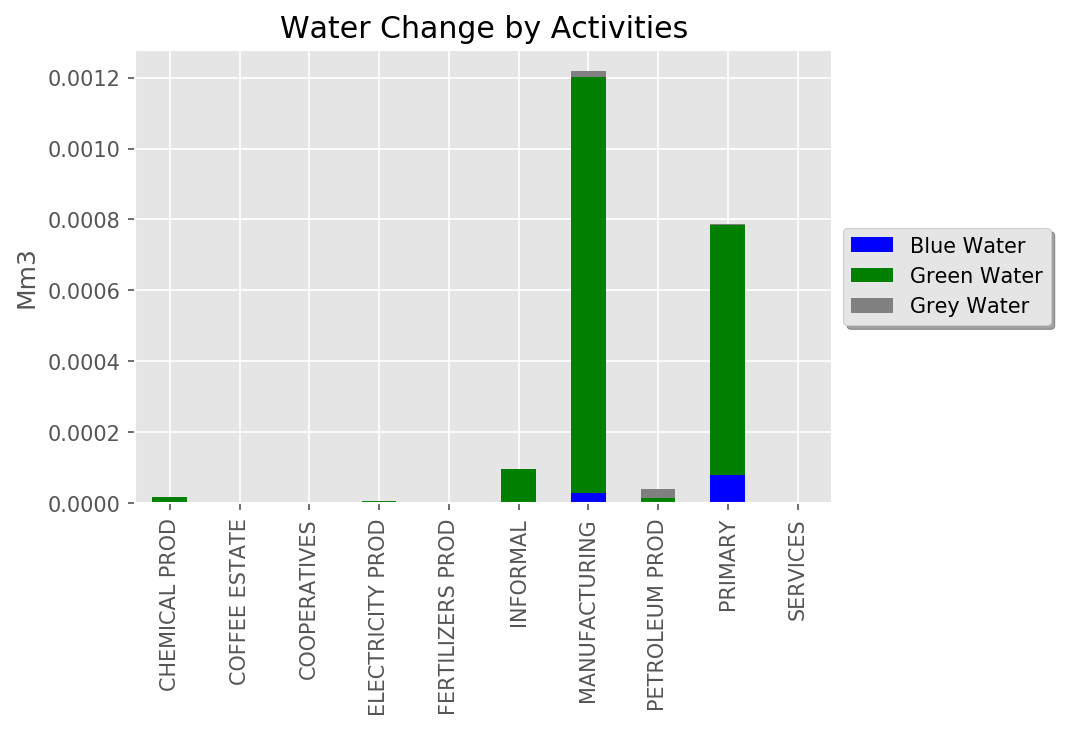 Water Change by Activities
Mm3
0.0012
0.0010
0.0008
0.0006
0.0004
0.0002
0.0000
CHEMICAL PROD
COFFEE ESTATE
COOPERATIVES
ELECTRICITY PROD
FERTILIZERS PROD
INFORMAL
MANUFACTURING
PETROLEUM PROD
PRIMARY
SERVICES
Blue Water
Green Water
Grey Water